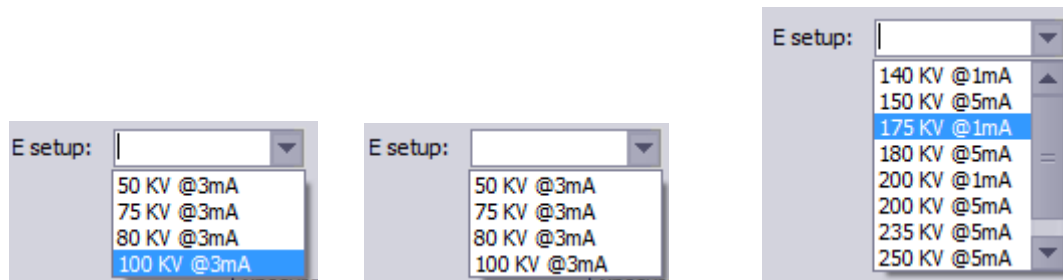 E setup:
50 KV @3mA
75 KV @3mA
80 KV @3mA
100 KV @3mA
E setup:
50 KV @3mA
75 KV @3mA
80 KV @3mA
100 KV @3mA
E setup:
140 KV @1mA
150 KV @5mA
175 KV @1mA
180 KV @5mA
200 KV @1mA
200 KV @5mA
235 KV @5mA
250 KV @5mA